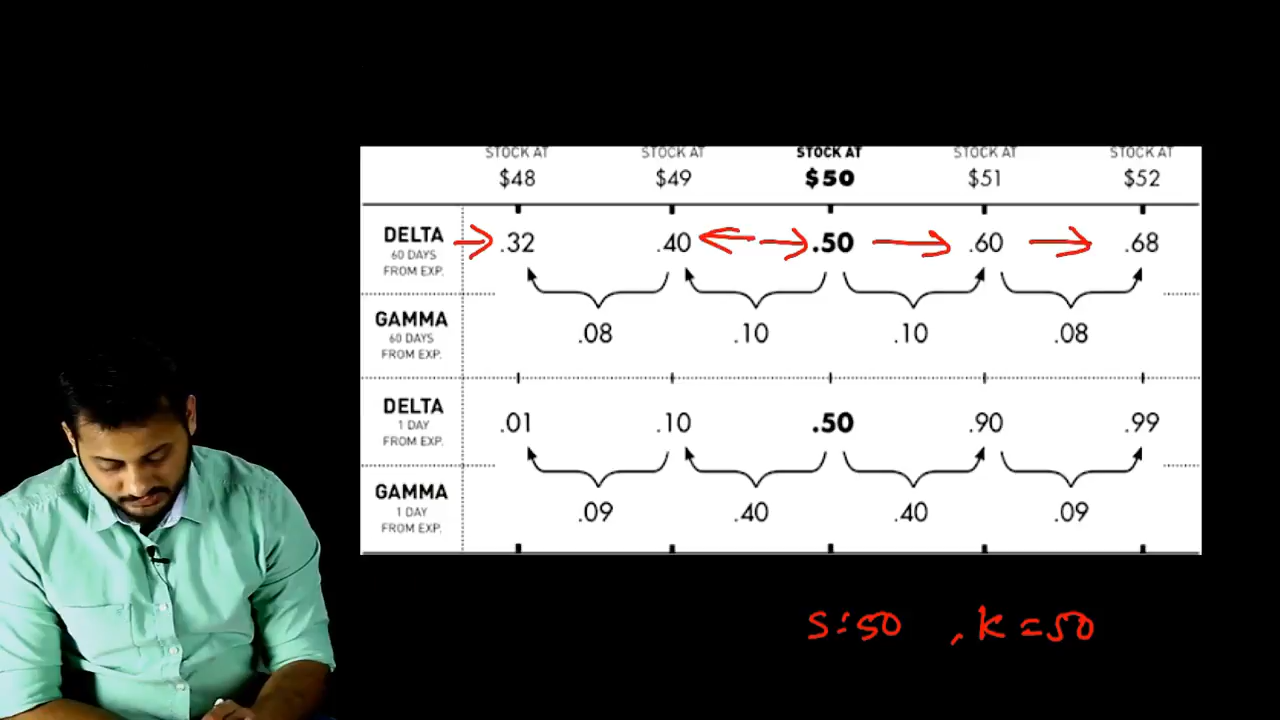 STOCK AT STOCK AT STOCK AT STOCK AT STOCK AT
$48 $49 $50 $51 $52
DELTA .32 .40 .50 .60 .68
60 DAYS
FROM EXP.
GAMMA .08 .10 .10 .08
60 DAYS
FROM EXP.
DELTA .01 .10 .50 .90 .99
1 DAY
FROM EXP.
GAMMA .09 .40 .40 .09
1 DAY
FROM EXP.
S:50 , K=50